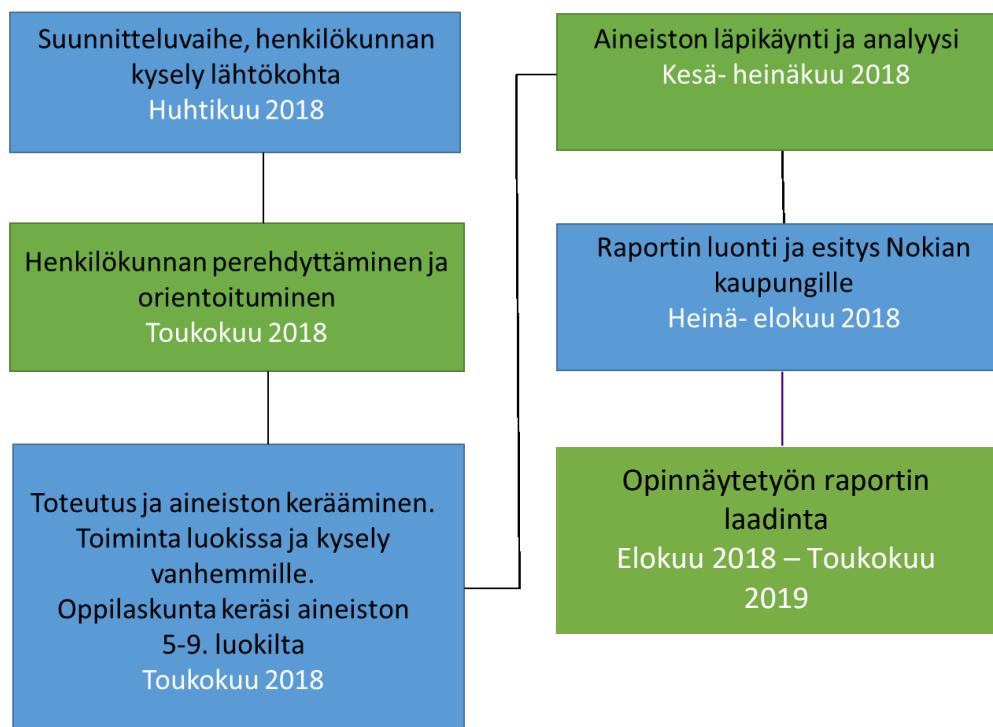 Suunnitteluvaihe, henkilökunnan
kysely lähtökohta
Huhtikuu 2018
Henkilökunnan perehdyttäminen ja
orientoituminen
Toukokuu 2018
Toteutus ja aineiston kerääminen.
Toiminta luokissa ja kysely
vanhemmille.
Oppilaskunta keräsi aineiston
5-9. luokilta
Toukokuu 2018
Aineiston läpikäynti ja analyysi
Kesä- heinäkuu 2018
Raportin luonti ja esitys Nokian
kaupungille
Heinä- elokuu 2018
Opinnäytetyön raportin
laadinta
Elokuu 2018 – Toukokuu
2019